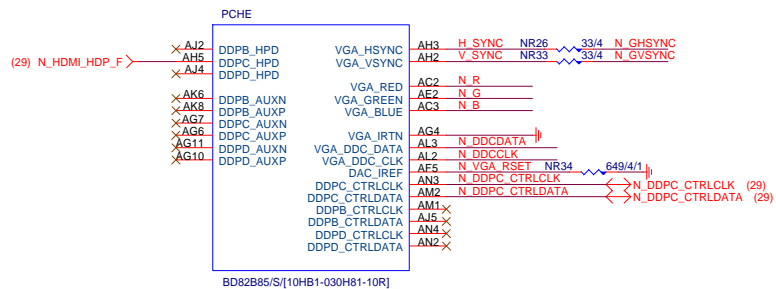 PCHE
AJ2 DDPB_HPD VGA_HSYNC AH3 H_SYNC NR26 33/4 N_GHSYNC
(29) N_HDMI_HDP_F AH5 DDPC_HPD VGA_VSYNC AH2 V_SYNC NR33 33/4 N_GVSYNC
AJ4 DDPD_HPD
VGA_RED AC2 N_R
AK6 DDPB_AUXN VGA_GREEN AE2 N_G
AK8 DDPB_AUXP VGA_BLUE AC3 N_B
AG7 DDPC_AUXN
AG6 DDPC_AUXP VGA_IRTN AG4
AG11 DDPD_AUXN VGA_DDC_DATA AL3 N_DDCDATA
AG10 DDPD_AUXP VGA_DDC_CLK AL2 N_DDCCLK
DAC_IREF AF5 N_VGA_RSET NR34 649/4/1
DDPC_CTRLCLK AN3 N_DDPC_CTRLCLK N_DDPC_CTRLCLK (29)
DDPC_CTRLDATA AM2 N_DDPC_CTRLDATA N_DDPC_CTRLDATA (29)
DDPB_CTRLCLK AM1
DDPB_CTRLDATA AJ5
DDPD_CTRLCLK AN4
DDPD_CTRLDATA AN2
BD82B85/S/[10HB1-030H81-10R]